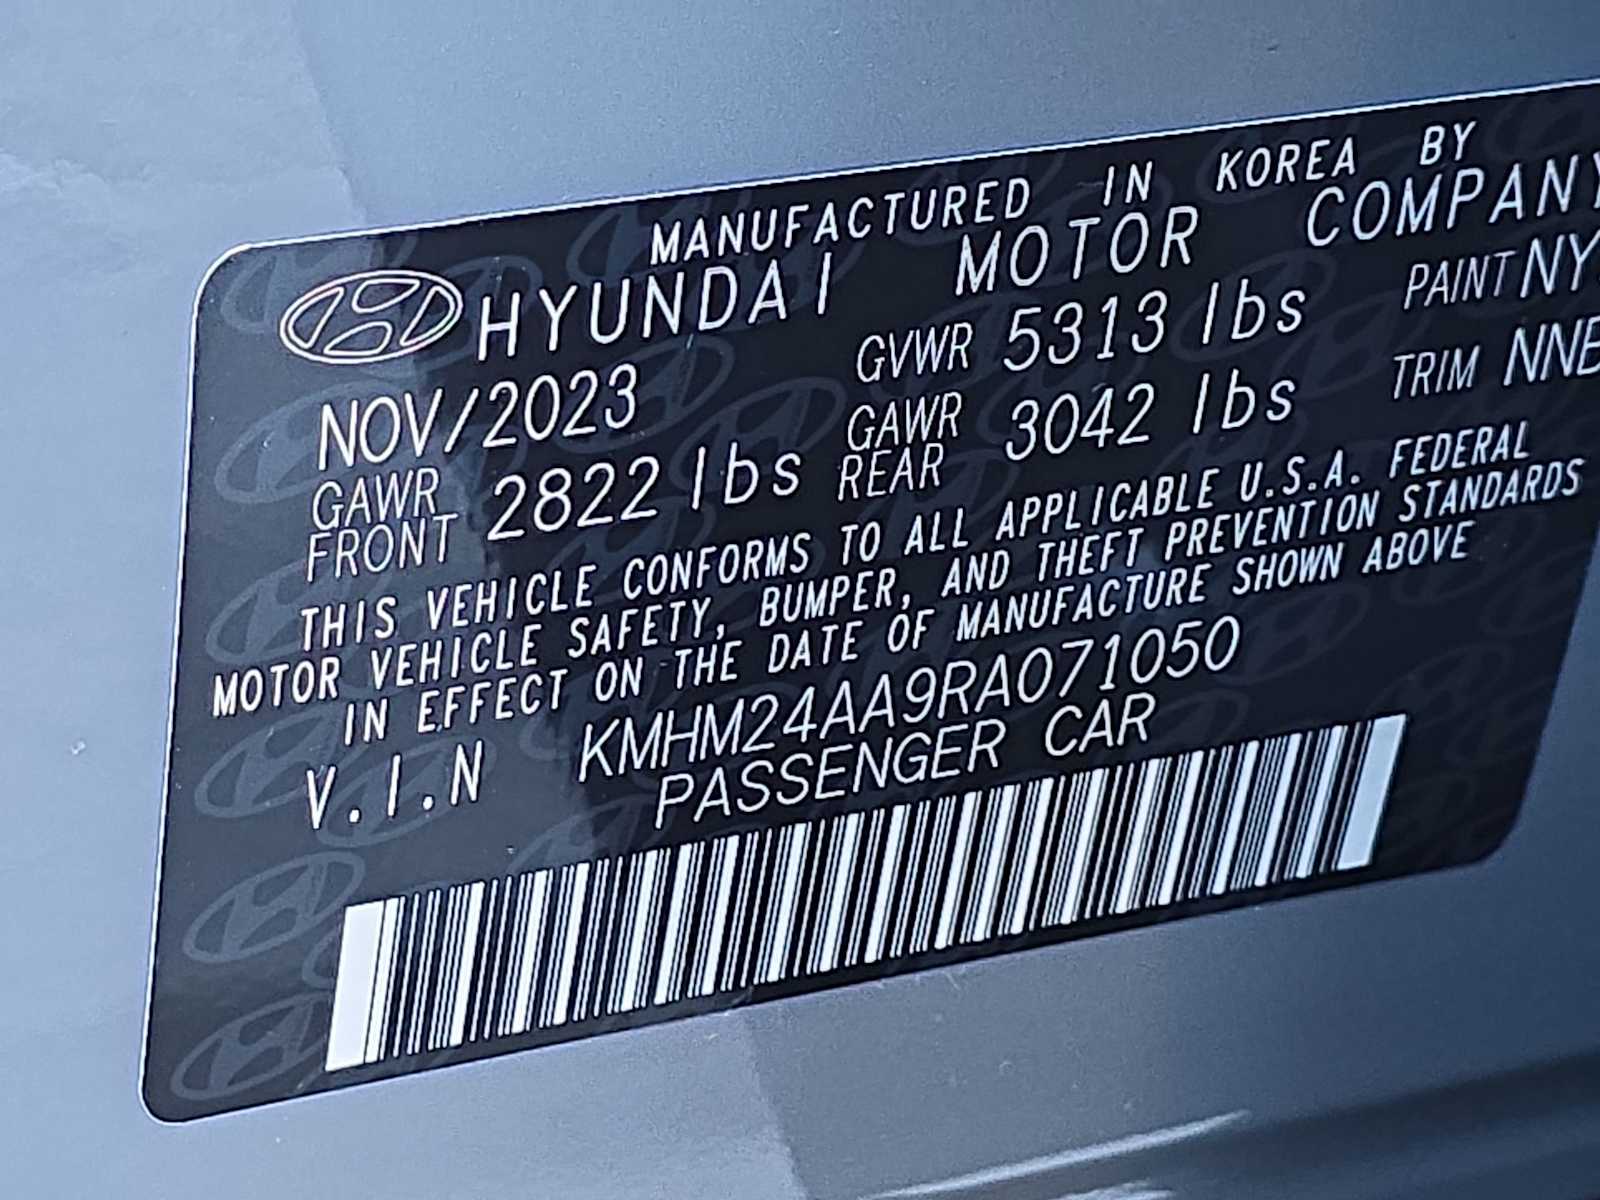 MANUFACTURED IN KOREA BY
HYUNDAI MOTOR COMPANY
NOV/2023 GVWR 5313 lbs PAINT NY
GAWR FRONT 2822 lbs GAWR REAR 3042 lbs TRIM NNB
THIS VEHICLE CONFORMS TO ALL APPLICABLE U.S.A. FEDERAL
MOTOR VEHICLE SAFETY, BUMPER, AND THEFT PREVENTION STANDARDS
IN EFFECT ON THE DATE OF MANUFACTURE SHOWN ABOVE
V.I.N KMHM24AA9RA071050
PASSENGER CAR